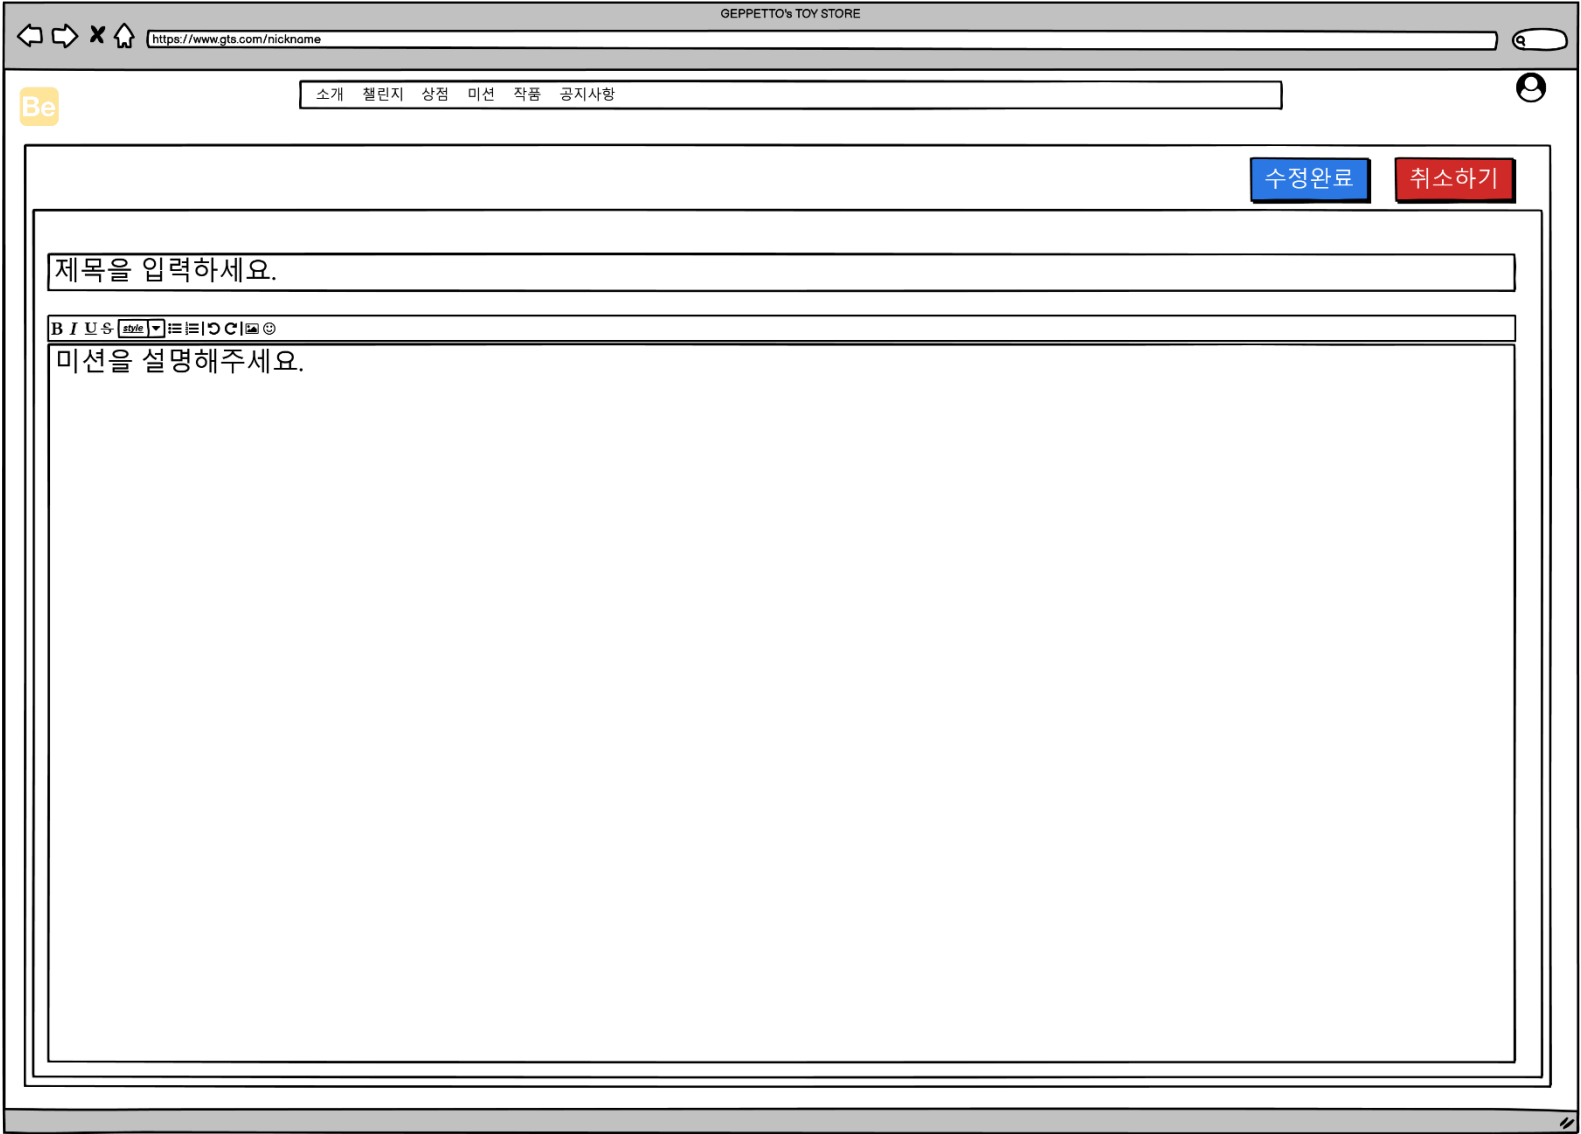 GEPPETTO's TOY STORE
https://www.gts.com/nickname
Be
소개 챌린지 상점 미션 작품 공지사항
수정완료 취소하기
제목을 입력하세요.
B I U S style
미션을 설명해주세요.